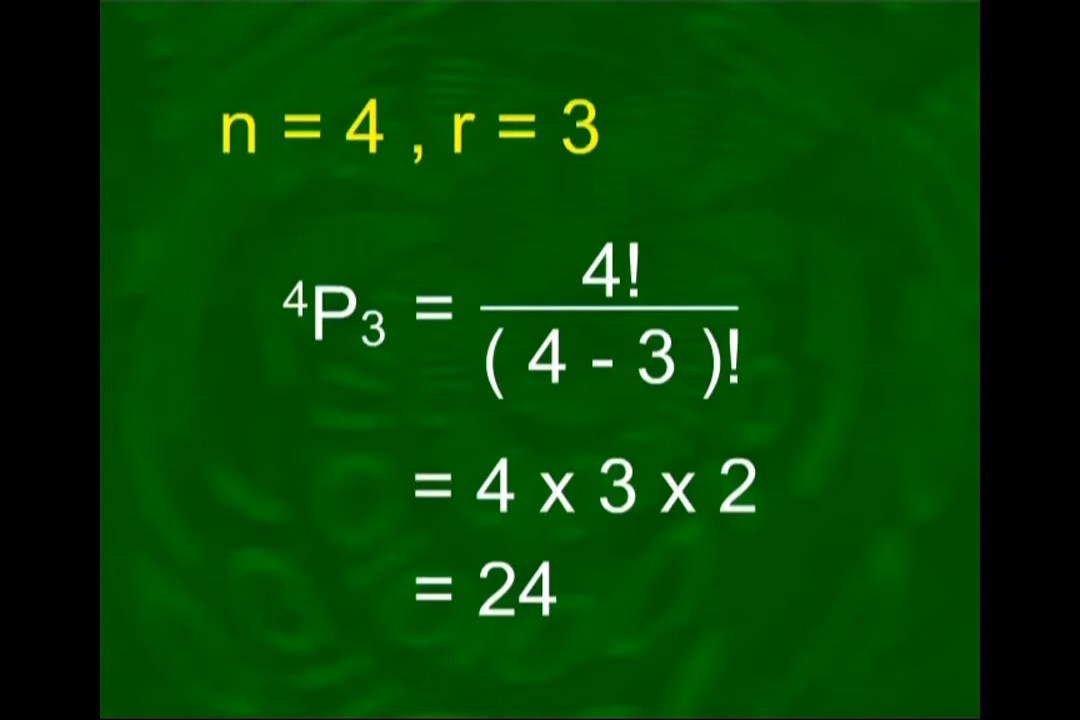 n = 4 , r = 3
⁴P₃ = 4! / ( 4 - 3 )!
= 4 x 3 x 2
= 24